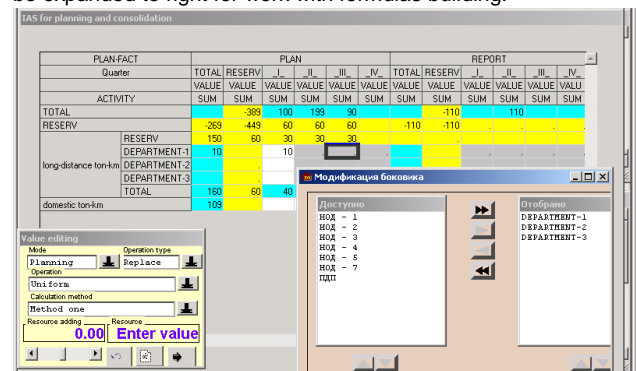 be expanded to right for work with formulas building.
IAS for planning and consolidation
PLAN-FACT PLAN REPORT
Quarter TOTAL RESERV _I_ _II_ _III_ _IV_ TOTAL RESERV _I_ _II_ _III_ _IV_
VALUE VALUE VALUE VALUE VALUE VALUE VALUE VALUE VALUE VALUE VALUE VALU
ACTIVITY SUM SUM SUM SUM SUM SUM SUM SUM SUM SUM SUM SUM
TOTAL -389 100 199 90 -110 110
RESERV -269 -449 60 60 60 -110 -110
RESERV 150 60 30 30 30
DEPARTMENT-1 10 10
long-distance ton-km DEPARTMENT-2
DEPARTMENT-3
TOTAL 160 60 40
domestic ton-km 109
Модификация боковика
Доступно
НОД - 1
НОД - 2
НОД - 3
НОД - 4
НОД - 5
НОД - 7
ПДП
Отобрано
DEPARTMENT-1
DEPARTMENT-2
DEPARTMENT-3
Value editing
Mode Operation type
Planning Replace
Operation
Uniform
Calculation method
Method one
Resource adding Resource
0.00 Enter value